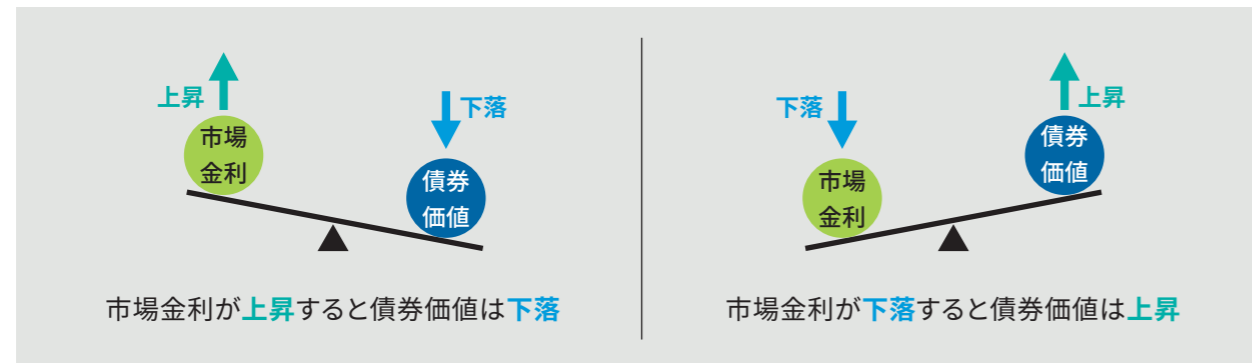 上昇
市場
金利
下落
債券
価値
市場金利が上昇すると債券価値は下落
下落
市場
金利
上昇
債券
価値
市場金利が下落すると債券価値は上昇